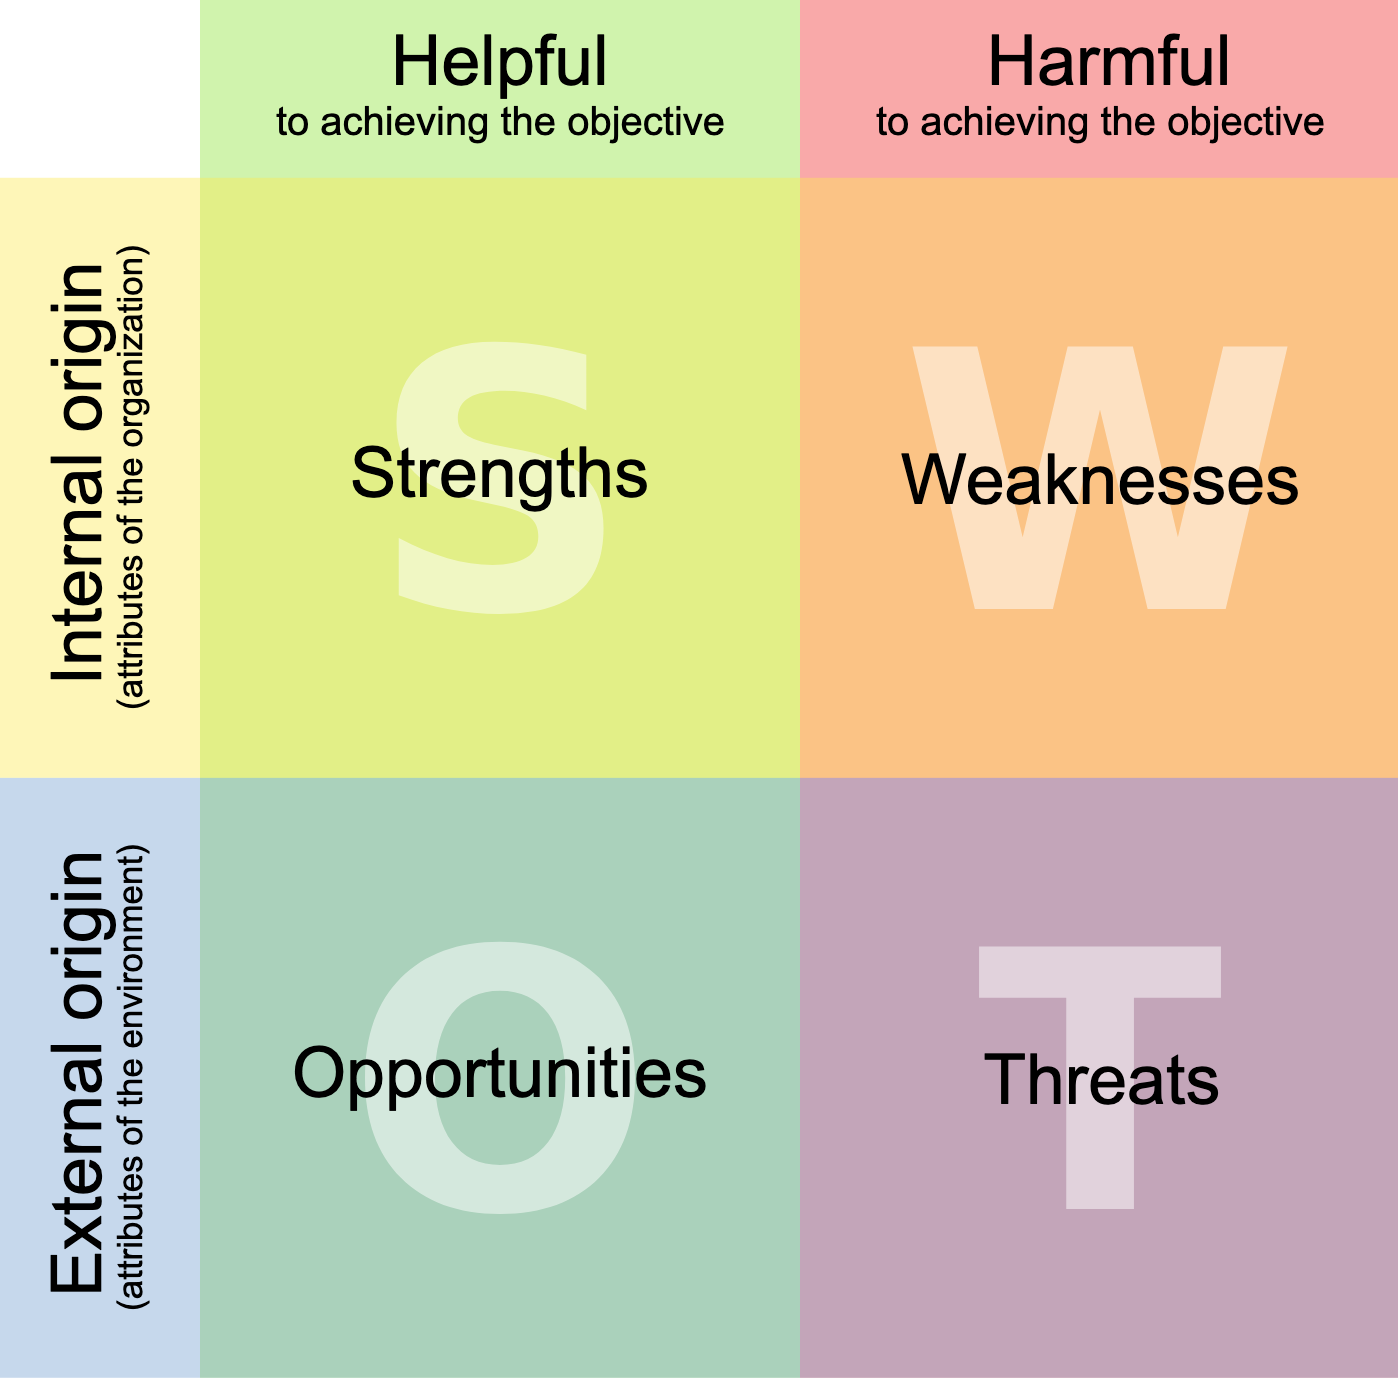 Helpful
to achieving the objective
Harmful
to achieving the objective
Internal origin
(attributes of the organization)
S
Strengths
W
Weaknesses
External origin
(attributes of the environment)
O
Opportunities
T
Threats